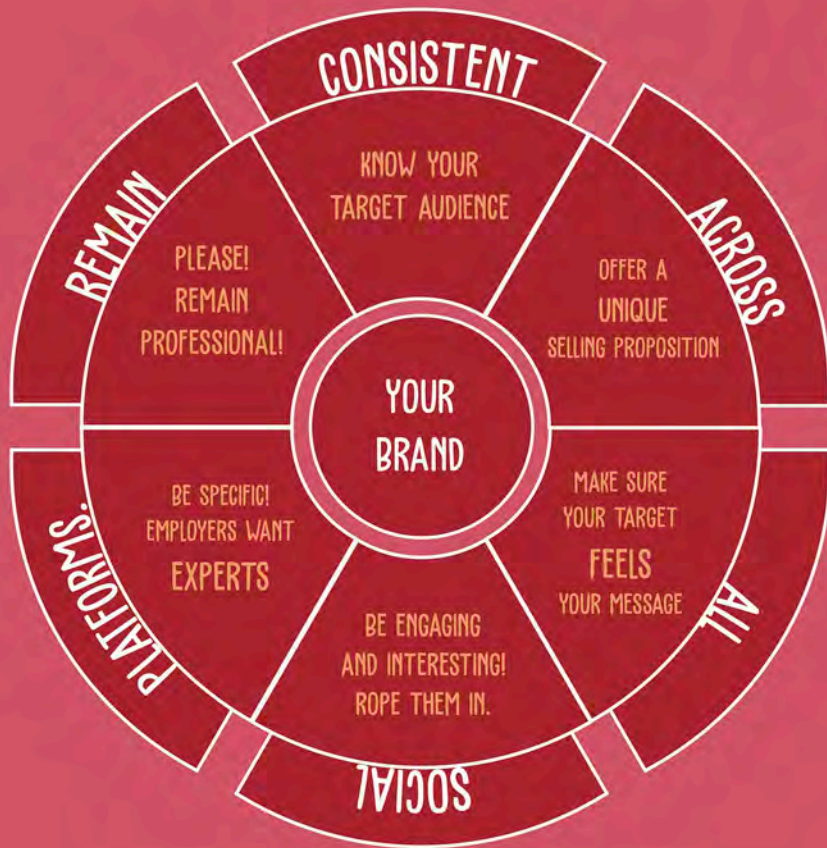 REMAIN
CONSISTENT
ACROSS
ALL
SOCIAL
PLATFORMS.
KNOW YOUR
TARGET AUDIENCE
OFFER A
UNIQUE
SELLING PROPOSITION
MAKE SURE
YOUR TARGET
FEELS
YOUR MESSAGE
BE ENGAGING
AND INTERESTING!
ROPE THEM IN.
BE SPECIFIC!
EMPLOYERS WANT
EXPERTS
PLEASE!
REMAIN
PROFESSIONAL!
YOUR
BRAND